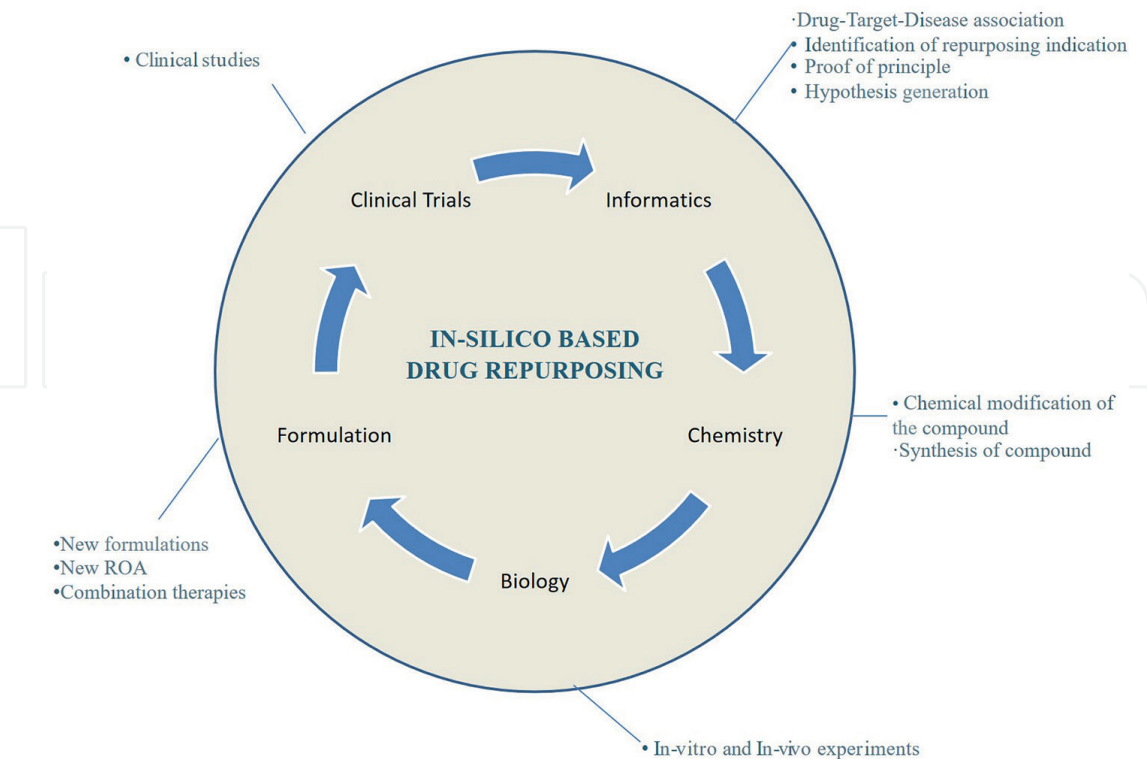 ·Drug-Target-Disease association
• Clinical studies
• Identification of repurposing indication
• Proof of principle
• Hypothesis generation
Clinical Trials
Informatics
IN-SILICO BASED
DRUG REPURPOSING
• Chemical modification of
the compound
·Synthesis of compound
Formulation
Chemistry
•New formulations
•New ROA
•Combination therapies
Biology
• In-vitro and In-vivo experiments